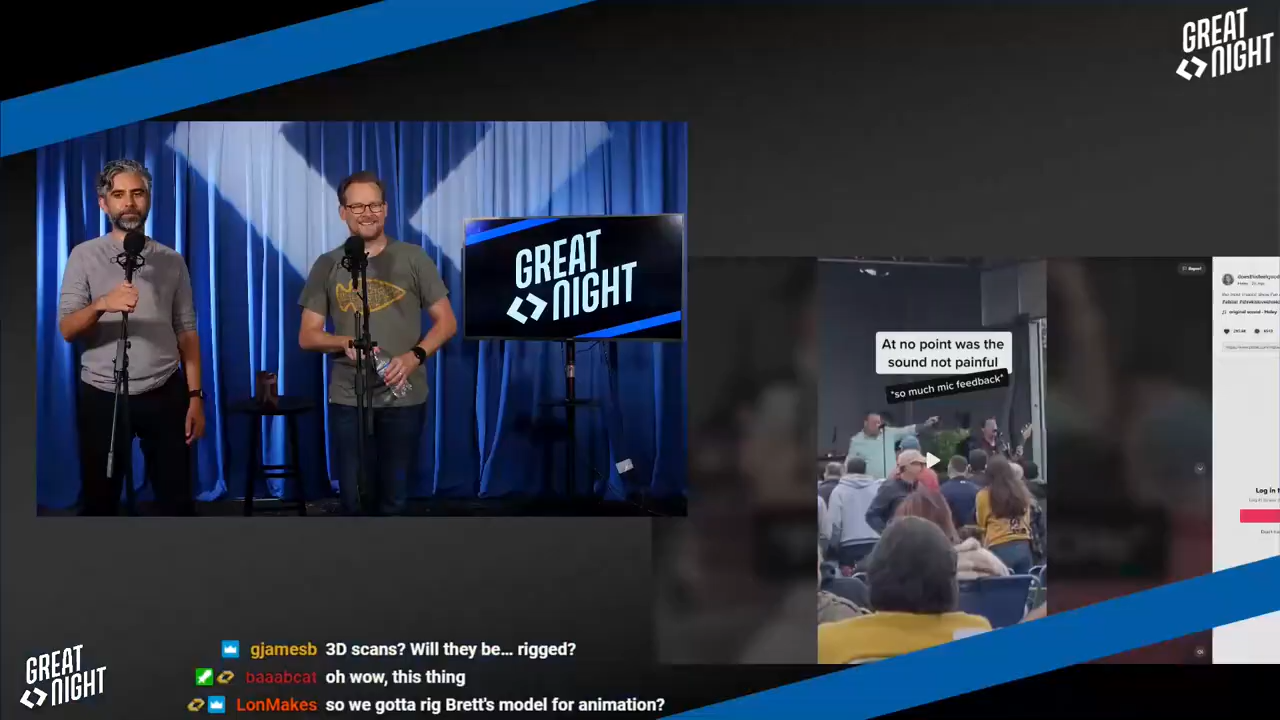 GREAT
NIGHT
GREAT
NIGHT
At no point was the
sound not painful
*so much mic feedback*
Log in
GREAT
NIGHT
gjamesb 3D scans? Will they be... rigged?
baaabcat oh wow, this thing
LonMakes so we gotta rig Brett's model for animation?